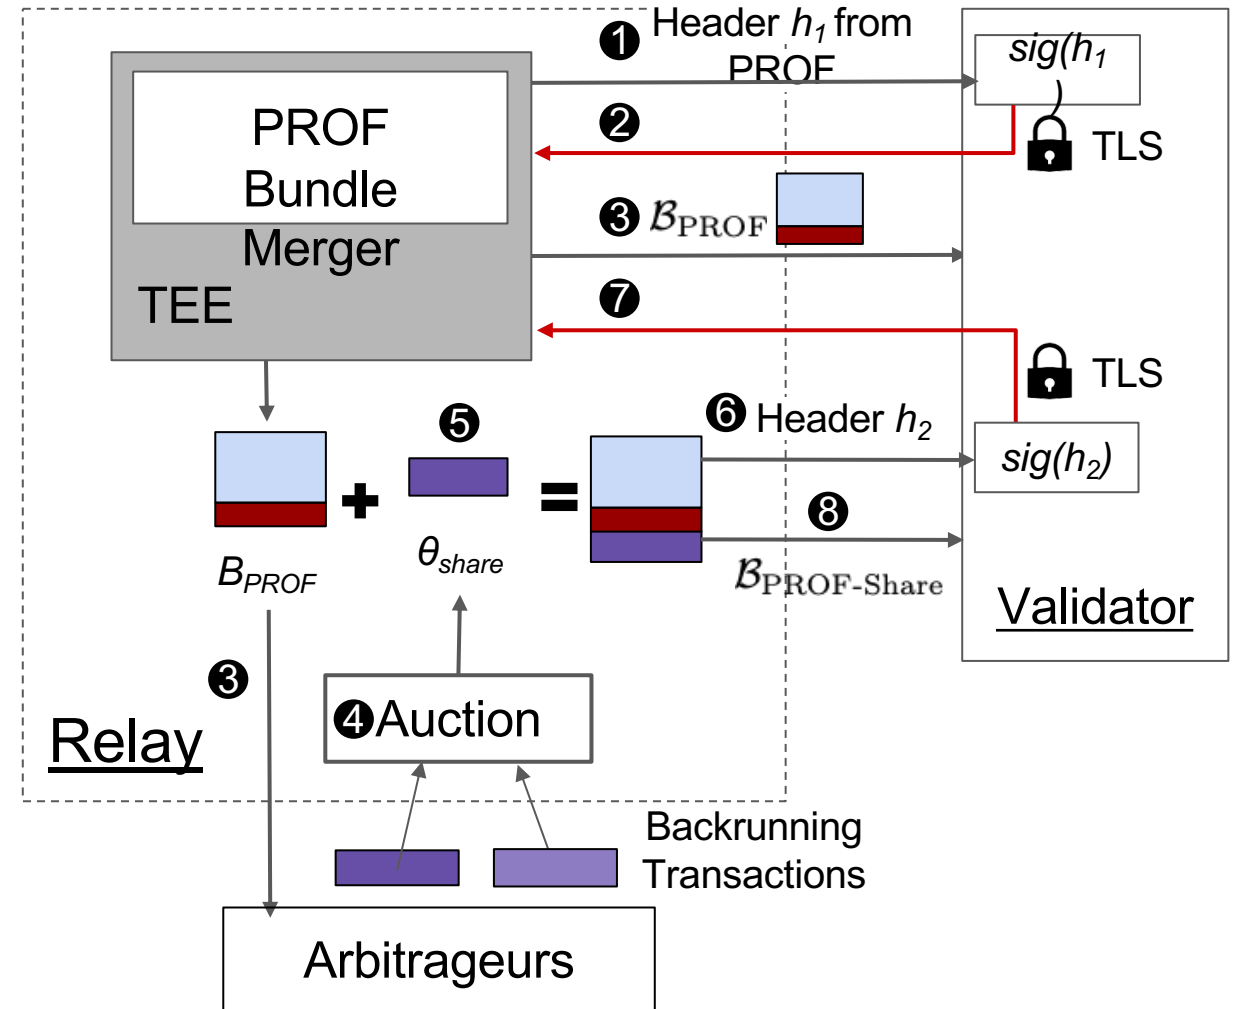 ❶ Header h₁ from
PROF
sig(h₁
)
PROF
Bundle
Merger
TEE
❷
TLS
❸ ℬPROF
❼
TLS
❺
❻ Header h₂
sig(h₂)
+
=
❽
BPROF
θshare
ℬPROF-Share
Validator
❸
❹Auction
Relay
Backrunning
Transactions
Arbitrageurs